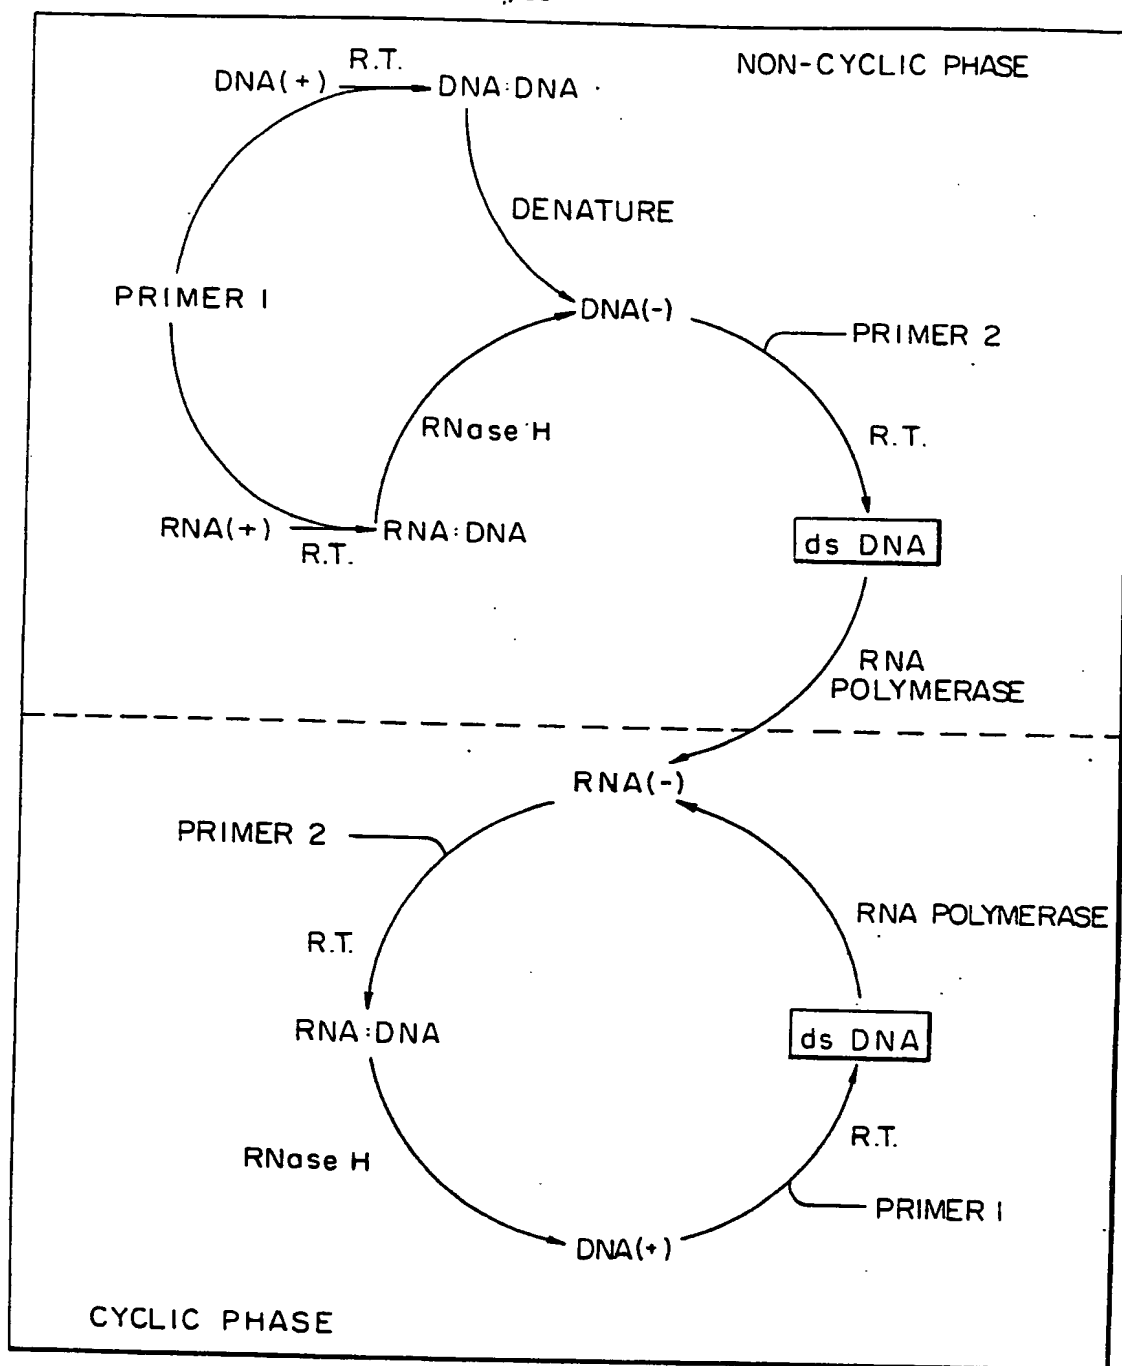 NON-CYCLIC PHASE
R.T.
DNA(+)
DNA:DNA
DENATURE
PRIMER 1
DNA(-)
PRIMER 2
RNase H
R.T.
RNA(+)
RNA:DNA
R.T.
ds DNA
RNA
POLYMERASE
RNA(-)
PRIMER 2
RNA POLYMERASE
R.T.
RNA:DNA
ds DNA
R.T.
RNase H
PRIMER 1
DNA(+)
CYCLIC PHASE